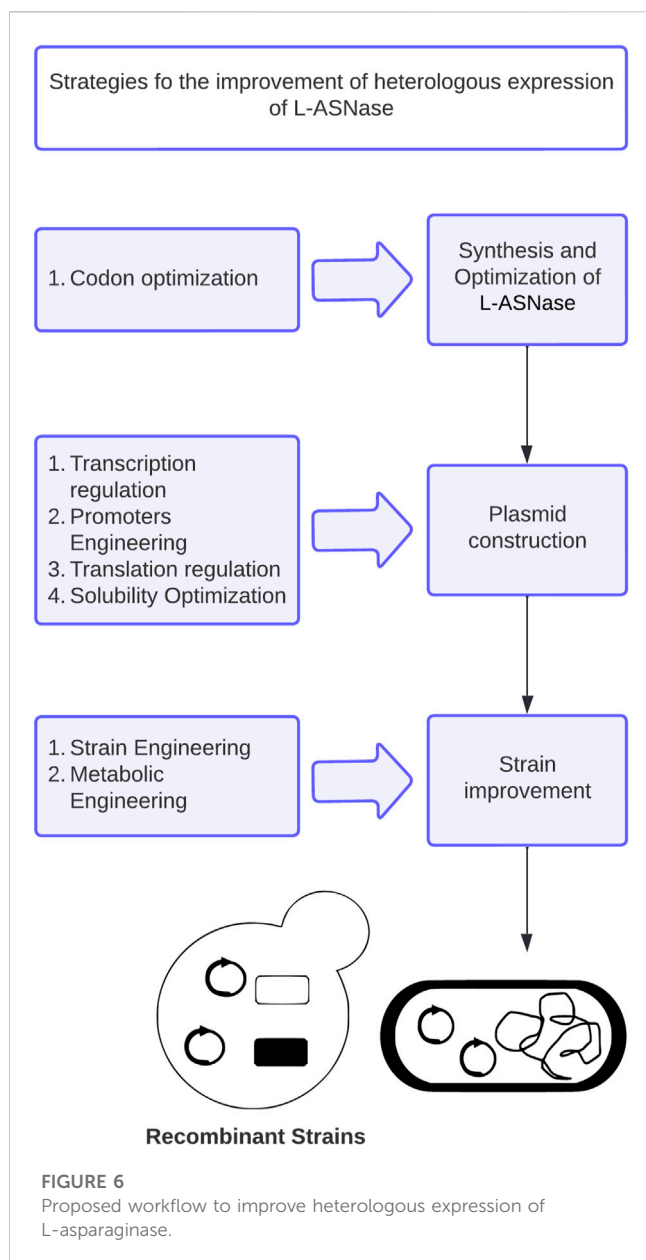 Strategies fo the improvement of heterologous expression
of L-ASNase
1. Codon optimization
Synthesis and
Optimization of
L-ASNase
1. Transcription
regulation
2. Promoters
Engineering
3. Translation regulation
4. Solubility Optimization
Plasmid
construction
1. Strain Engineering
2. Metabolic
Engineering
Strain
improvement
Recombinant Strains
FIGURE 6
Proposed workflow to improve heterologous expression of
L-asparaginase.